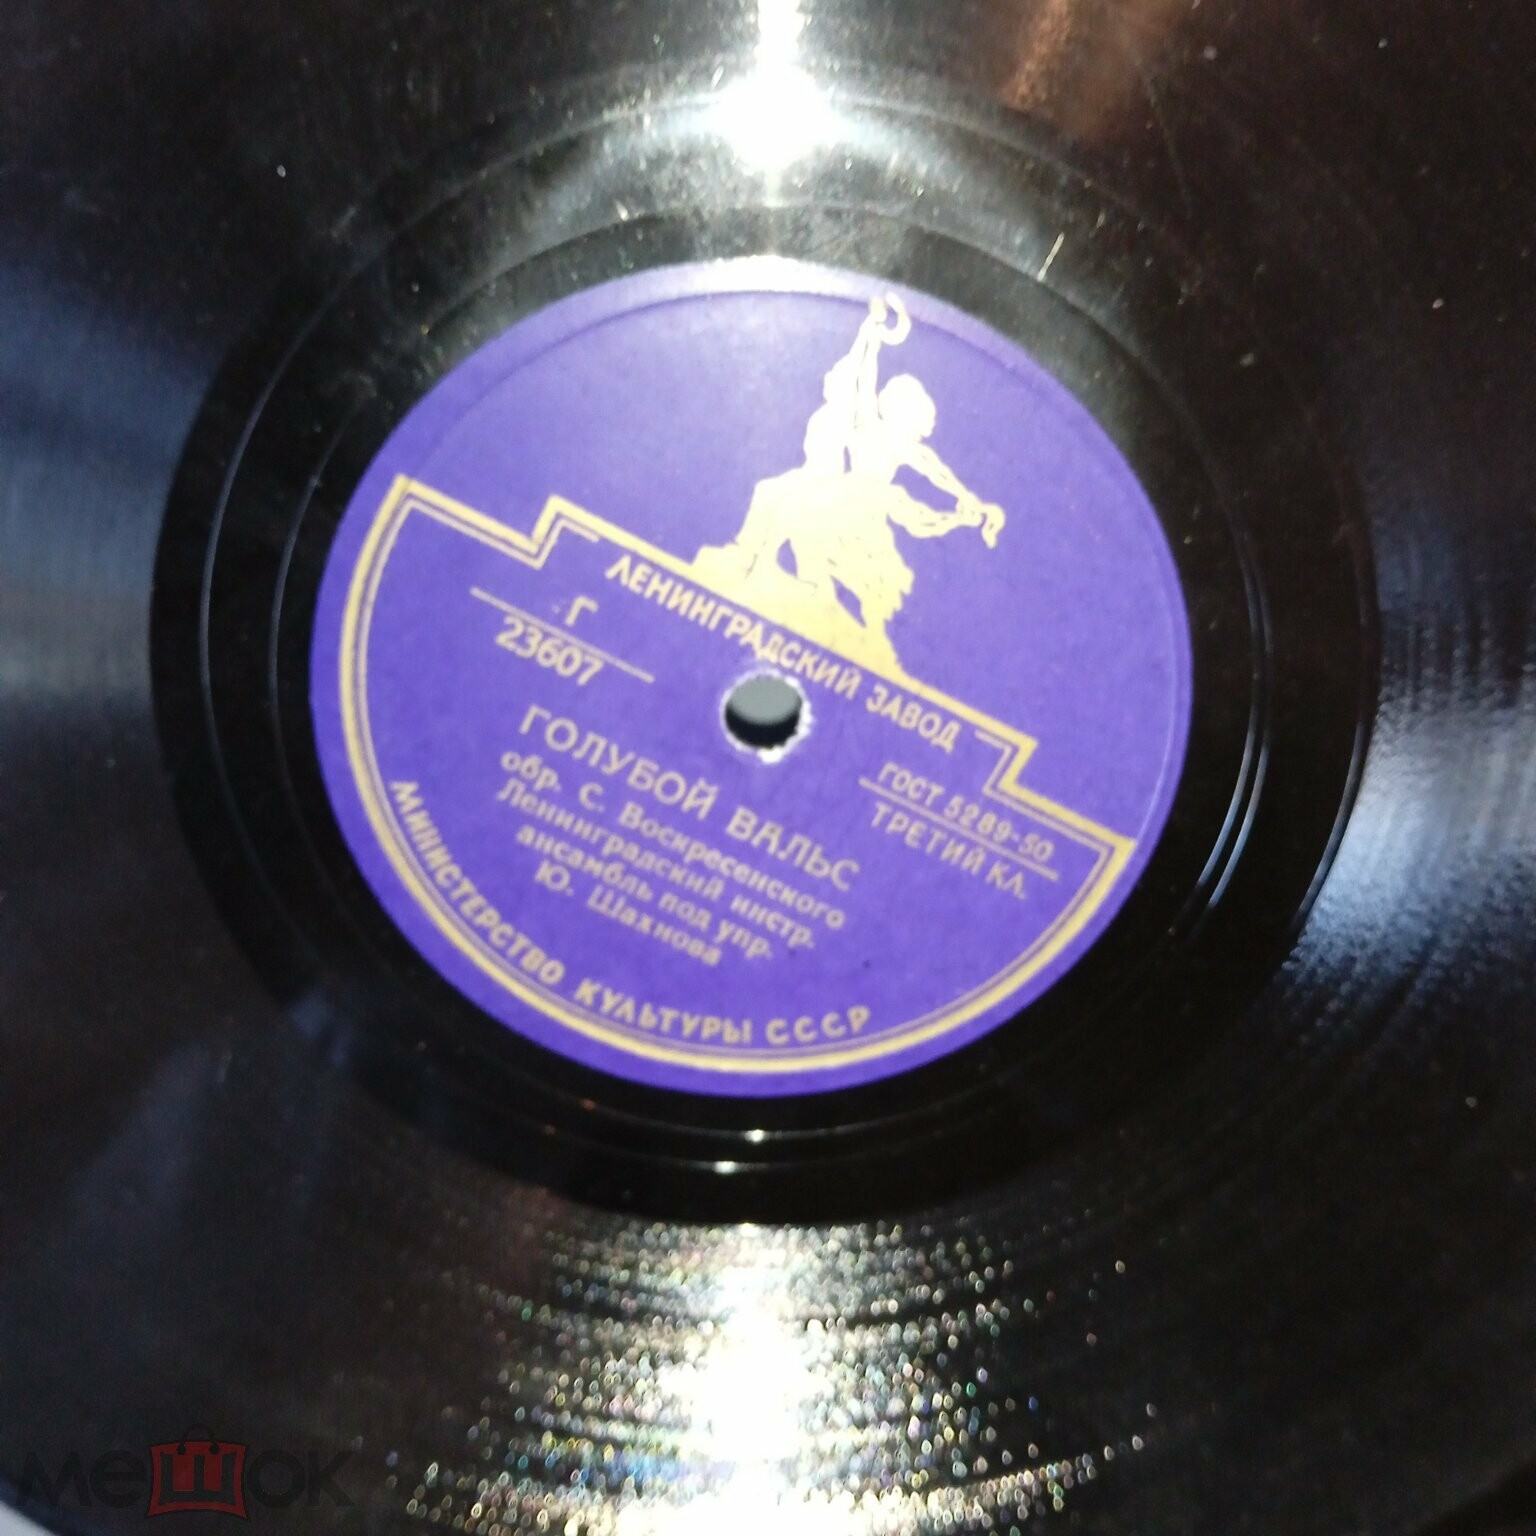 ЛЕНИНГРАДСКИЙ ЗАВОД
Г
23607
ГОСТ 5289-50
ТРЕТИЙ КЛ.
ГОЛУБОЙ ВАЛЬС
обр. С. Воскресенского
Ленинградский инстр.
ансамбль под упр.
Ю. Шахнова
МИНИСТЕРСТВО КУЛЬТУРЫ СССР
мешок